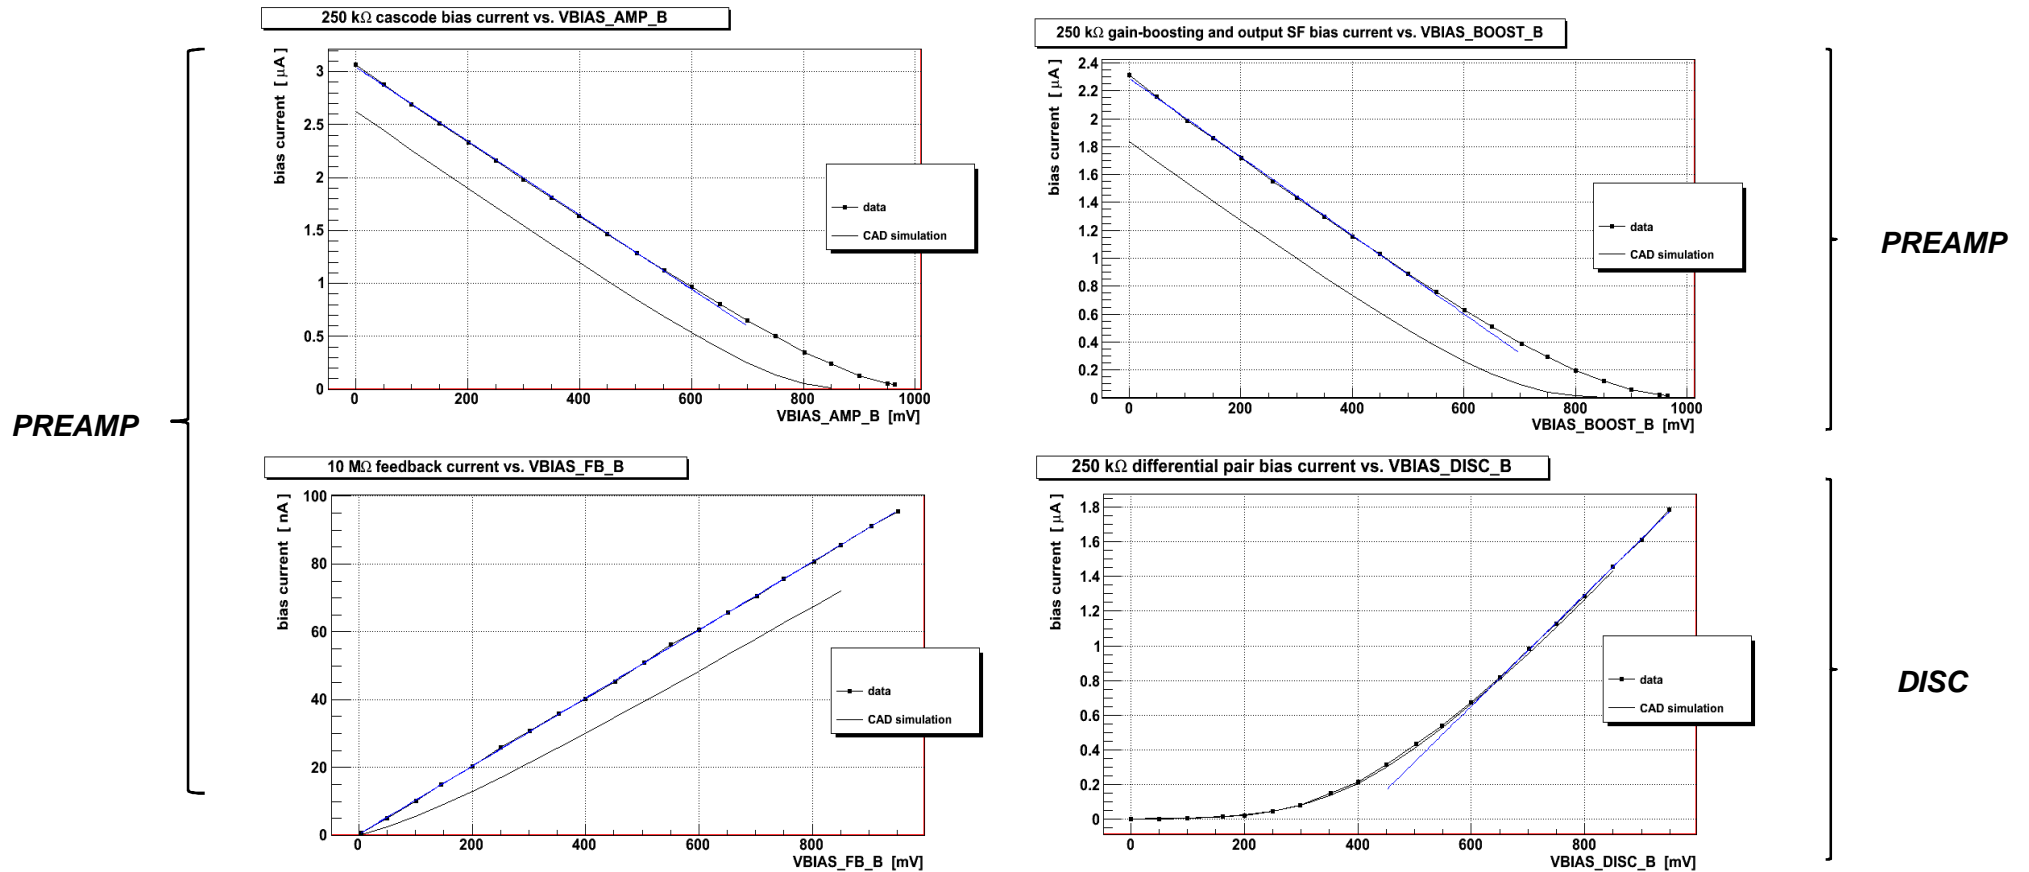 250 kΩ cascode bias current vs. VBIAS_AMP_B
bias current [ μA ]
3
2.5
2
1.5
1
0.5
0
0 200 400 600 800 1000
VBIAS_AMP_B [mV]
data
CAD simulation
250 kΩ gain-boosting and output SF bias current vs. VBIAS_BOOST_B
bias current [ μA ]
2.4
2.2
2
1.8
1.6
1.4
1.2
1
0.8
0.6
0.4
0.2
0
0 200 400 600 800 1000
VBIAS_BOOST_B [mV]
data
CAD simulation
PREAMP
PREAMP
10 MΩ feedback current vs. VBIAS_FB_B
bias current [ nA ]
100
80
60
40
20
0
0 200 400 600 800
VBIAS_FB_B [mV]
data
CAD simulation
250 kΩ differential pair bias current vs. VBIAS_DISC_B
bias current [ μA ]
1.8
1.6
1.4
1.2
1
0.8
0.6
0.4
0.2
0
0 200 400 600 800
VBIAS_DISC_B [mV]
data
CAD simulation
DISC